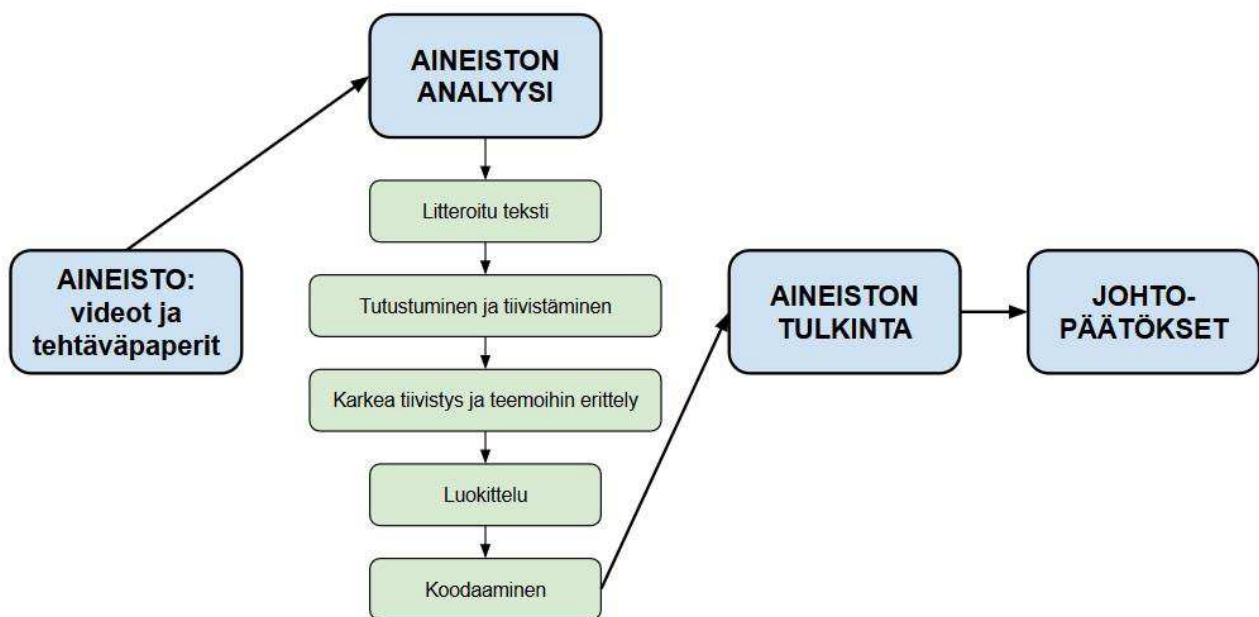 AINEISTO:
videot ja
tehtäväpaperit
AINEISTON
ANALYYSI
Litteroitu teksti
Tutustuminen ja tiivistäminen
Karkea tiivistys ja teemoihin erittely
Luokittelu
Koodaaminen
AINEISTON
TULKINTA
JOHTO-
PÄÄTÖKSET